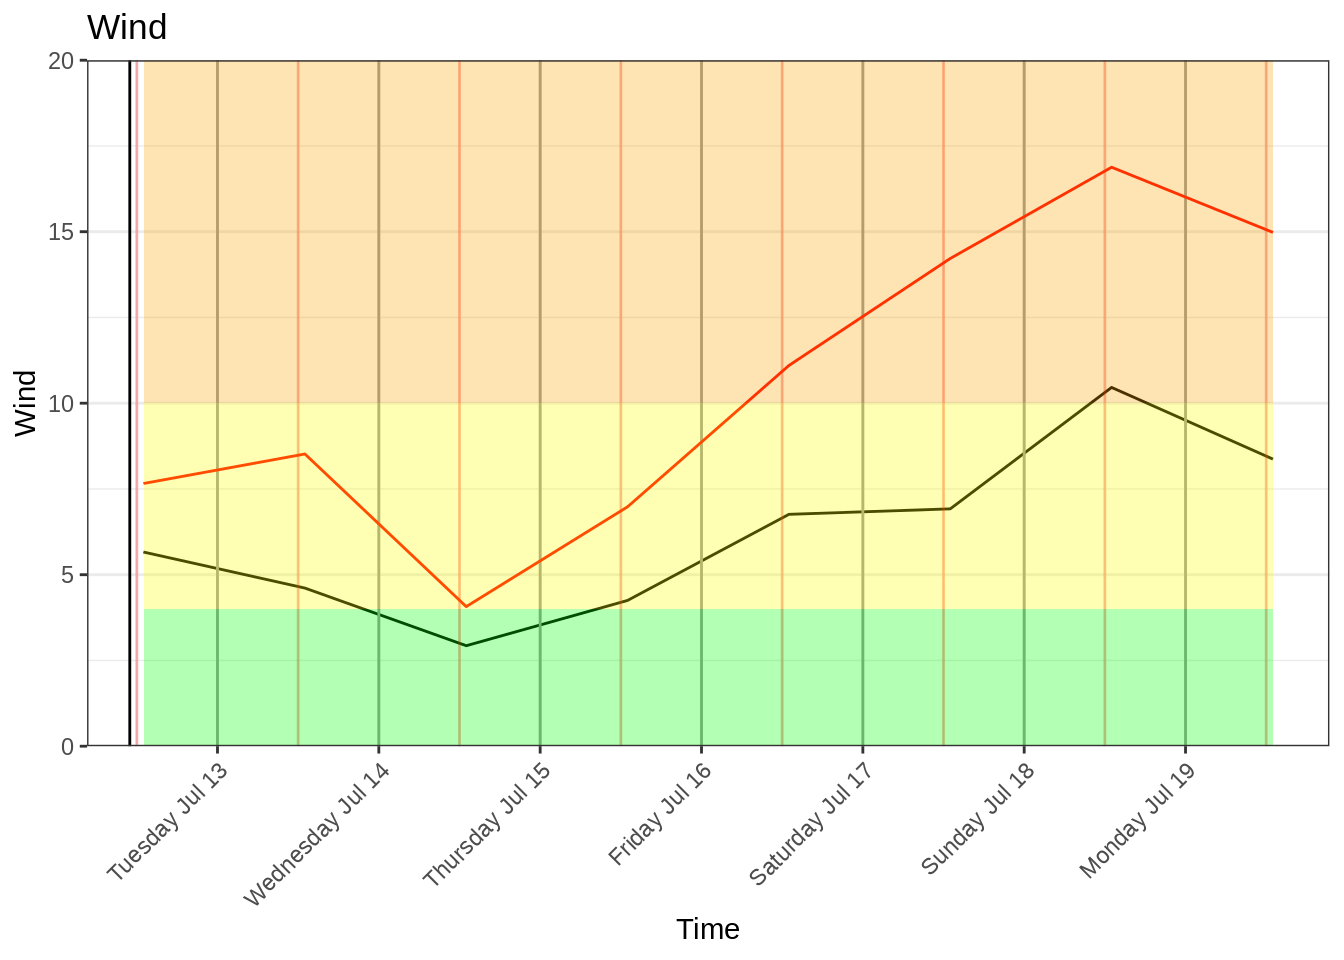 Wind
20
15
10
5
0
Wind
Tuesday Jul 13
Wednesday Jul 14
Thursday Jul 15
Friday Jul 16
Saturday Jul 17
Sunday Jul 18
Monday Jul 19
Time